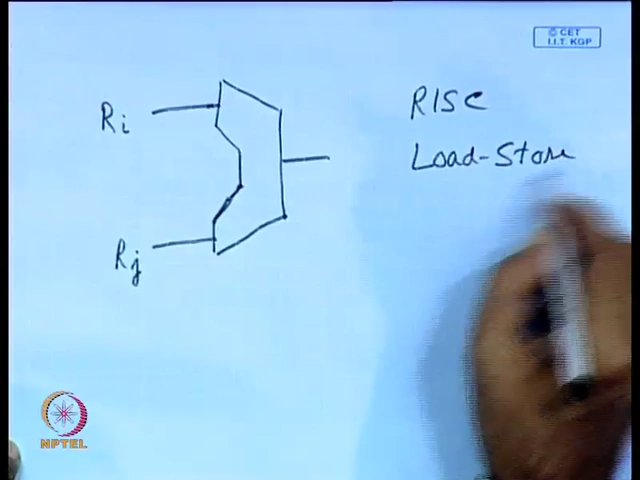 © CET
I.I.T. KGP
RISC
Ri
Load-Store
Rj
NPTEL